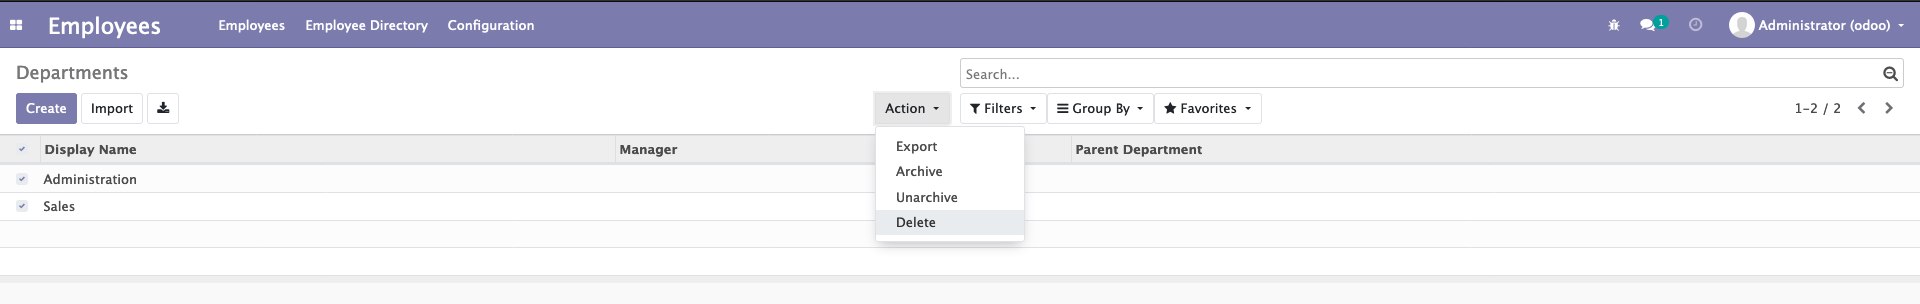 Employees Employees Employee Directory Configuration 1 Administrator (odoo)
Departments Search...
Create Import Action Filters Group By Favorites 1-2 / 2
Export
Archive
Unarchive
Delete
Display Name Manager Parent Department
Administration
Sales